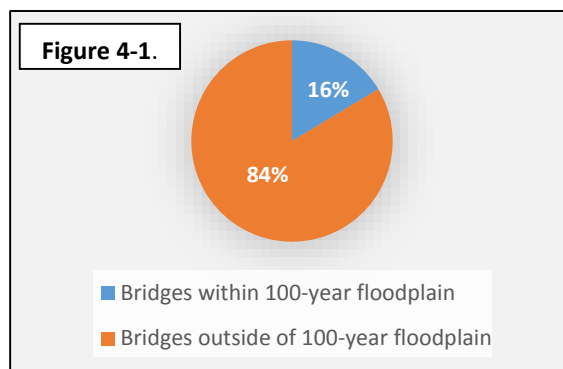 Figure 4-1.
16%
84%
Bridges within 100-year floodplain
Bridges outside of 100-year floodplain